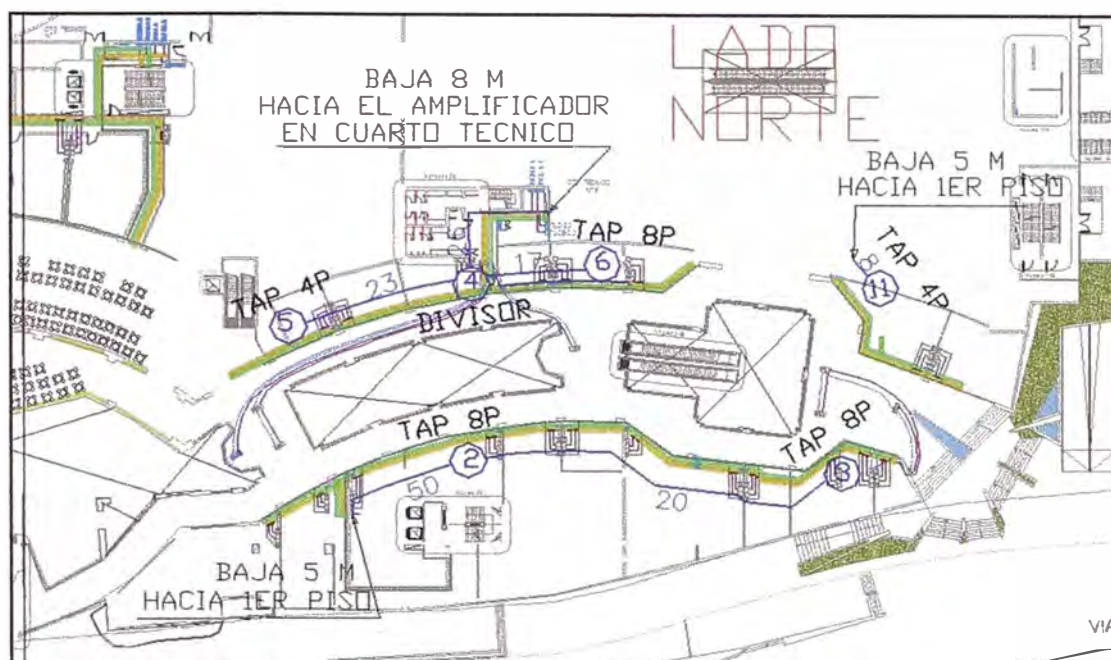 LADO
NORTE
BAJA 8 M
HACIA EL AMPLIFICADOR
EN CUARTO TECNICO
BAJA 5 M
HACIA 1ER PISO
TAP 8P
17
6
4
TAP 4P
23
5
DIVISOR
TAP 4P
8
11
TAP 8P
2
50
TAP 8P
3
20
BAJA 5 M
HACIA 1ER PISO
VIA